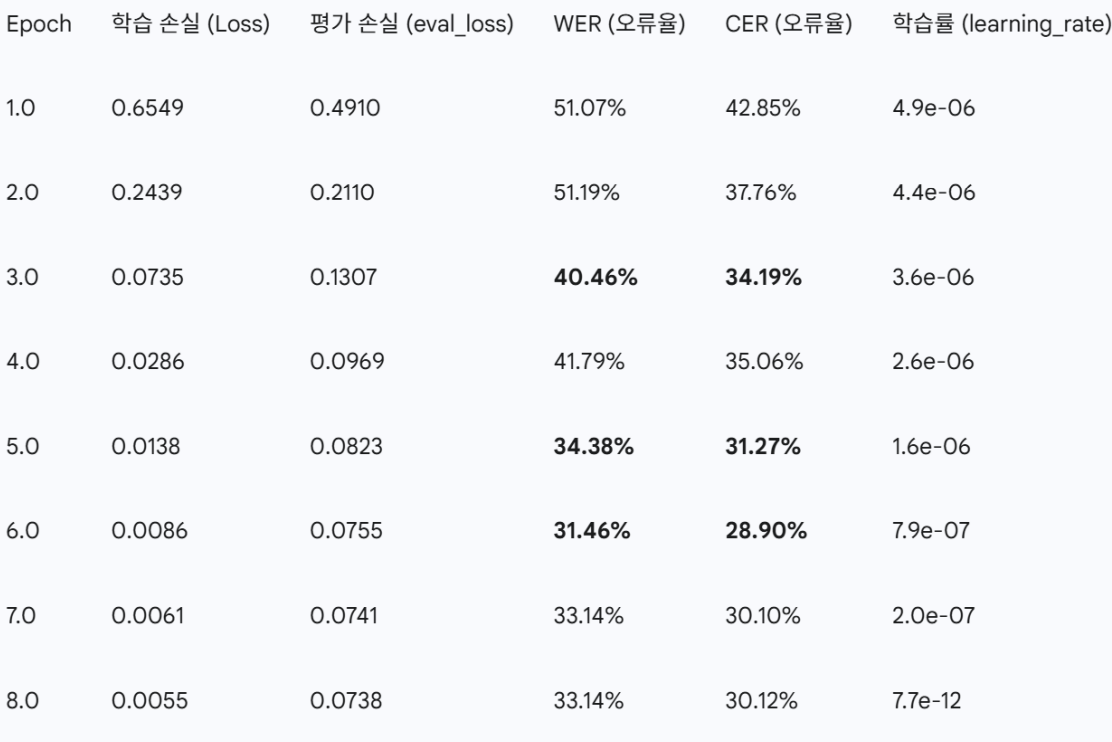 Epoch 학습 손실 (Loss) 평가 손실 (eval_loss) WER (오류율) CER (오류율) 학습률 (learning_rate)
1.0 0.6549 0.4910 51.07% 42.85% 4.9e-06
2.0 0.2439 0.2110 51.19% 37.76% 4.4e-06
3.0 0.0735 0.1307 40.46% 34.19% 3.6e-06
4.0 0.0286 0.0969 41.79% 35.06% 2.6e-06
5.0 0.0138 0.0823 34.38% 31.27% 1.6e-06
6.0 0.0086 0.0755 31.46% 28.90% 7.9e-07
7.0 0.0061 0.0741 33.14% 30.10% 2.0e-07
8.0 0.0055 0.0738 33.14% 30.12% 7.7e-12